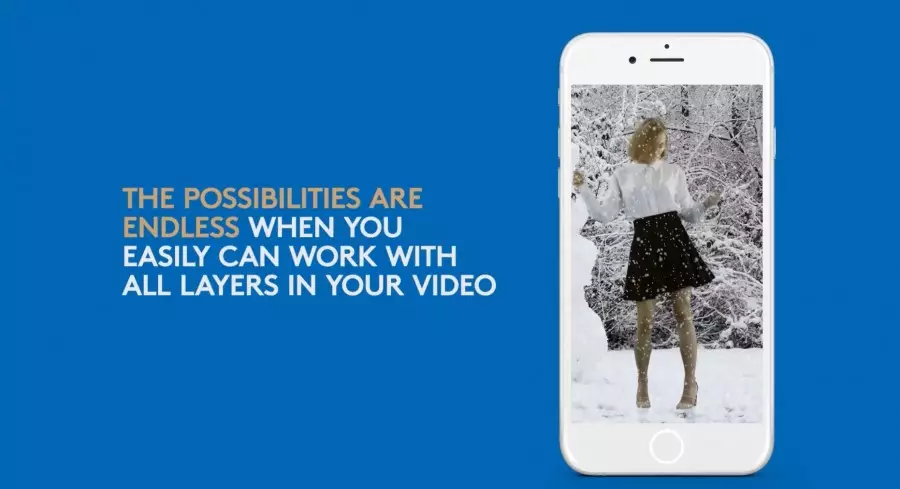 THE POSSIBILITIES ARE
ENDLESS WHEN YOU
EASILY CAN WORK WITH
ALL LAYERS IN YOUR VIDEO